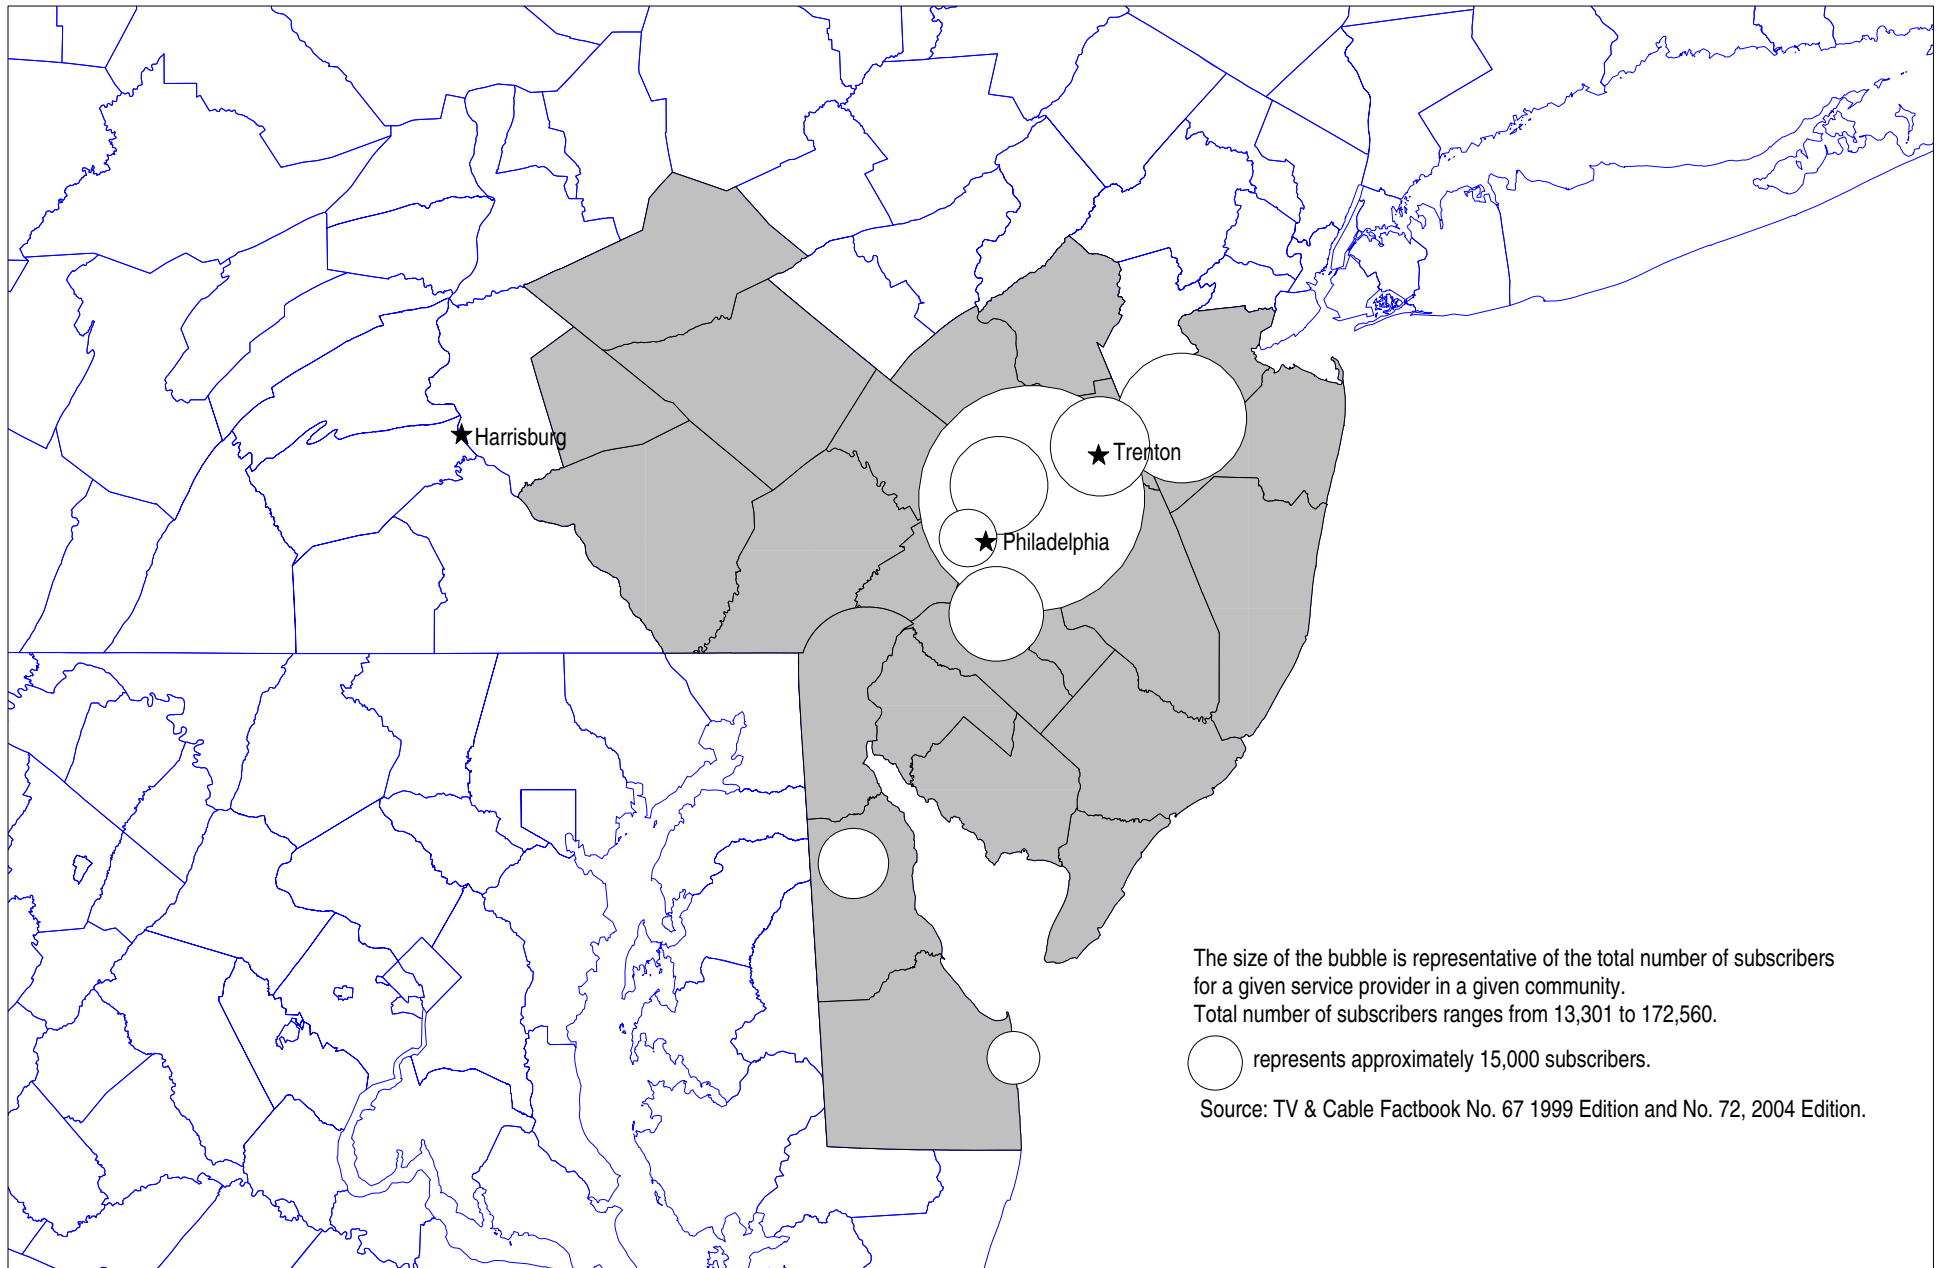 Harrisburg
Trenton
Philadelphia
The size of the bubble is representative of the total number of subscribers
for a given service provider in a given community.
Total number of subscribers ranges from 13,301 to 172,560.
represents approximately 15,000 subscribers.
Source: TV & Cable Factbook No. 67 1999 Edition and No. 72, 2004 Edition.